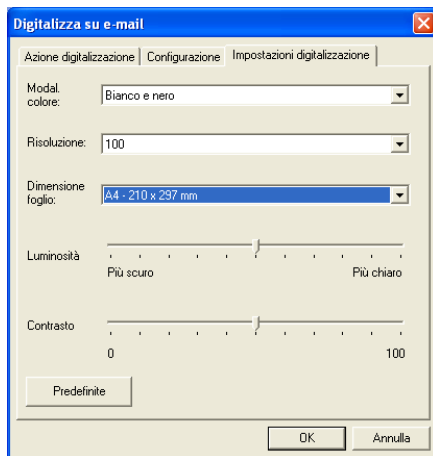 Digitalizza su e-mail
Azione digitalizzazione Configurazione Impostazioni digitalizzazione
Modal.
colore:
Bianco e nero
Risoluzione: 100
Dimensione
foglio:
A4 - 210 x 297 mm
Luminosità
Più scuro Più chiaro
Contrasto
0 100
Predefinite
OK Annulla